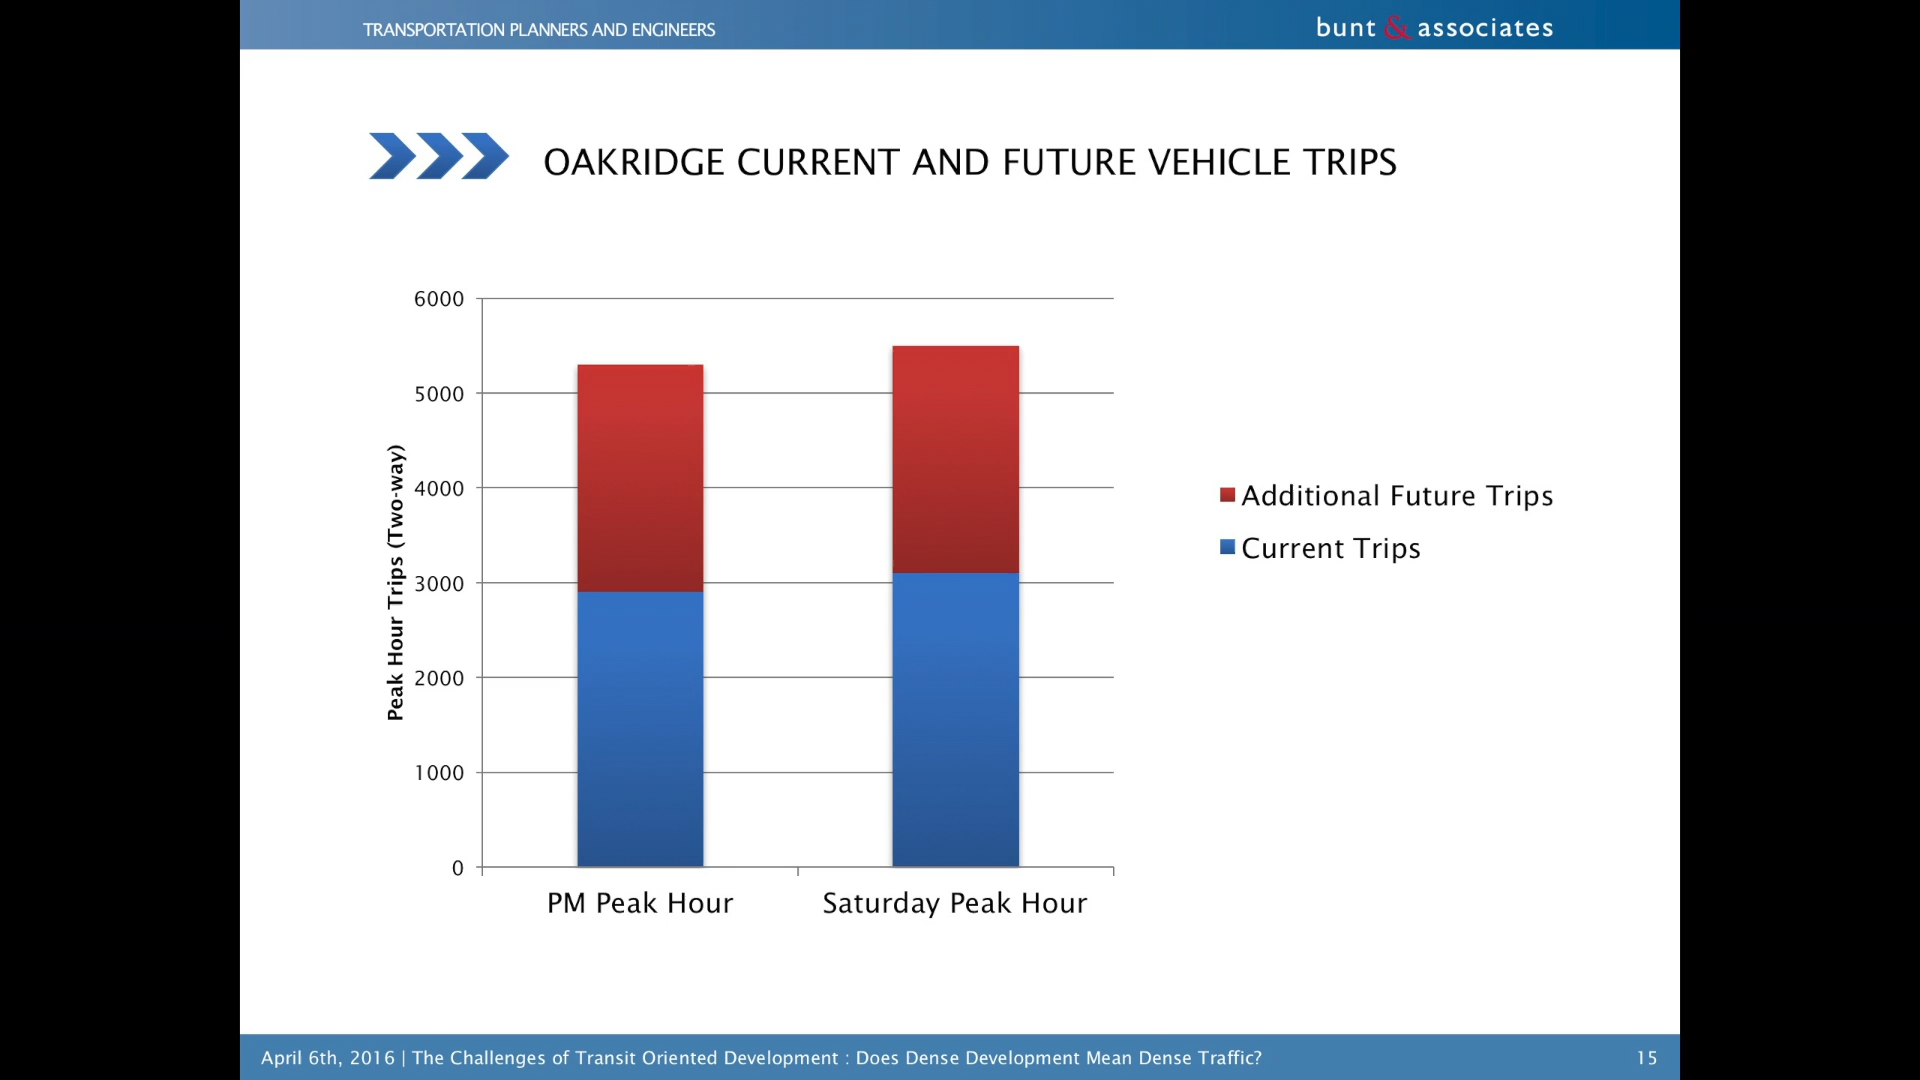 TRANSPORTATION PLANNERS AND ENGINEERS
bunt & associates
OAKRIDGE CURRENT AND FUTURE VEHICLE TRIPS
6000
5000
4000
3000
2000
1000
0
Peak Hour Trips (Two-way)
PM Peak Hour
Saturday Peak Hour
Additional Future Trips
Current Trips
April 6th, 2016 | The Challenges of Transit Oriented Development : Does Dense Development Mean Dense Traffic?
15